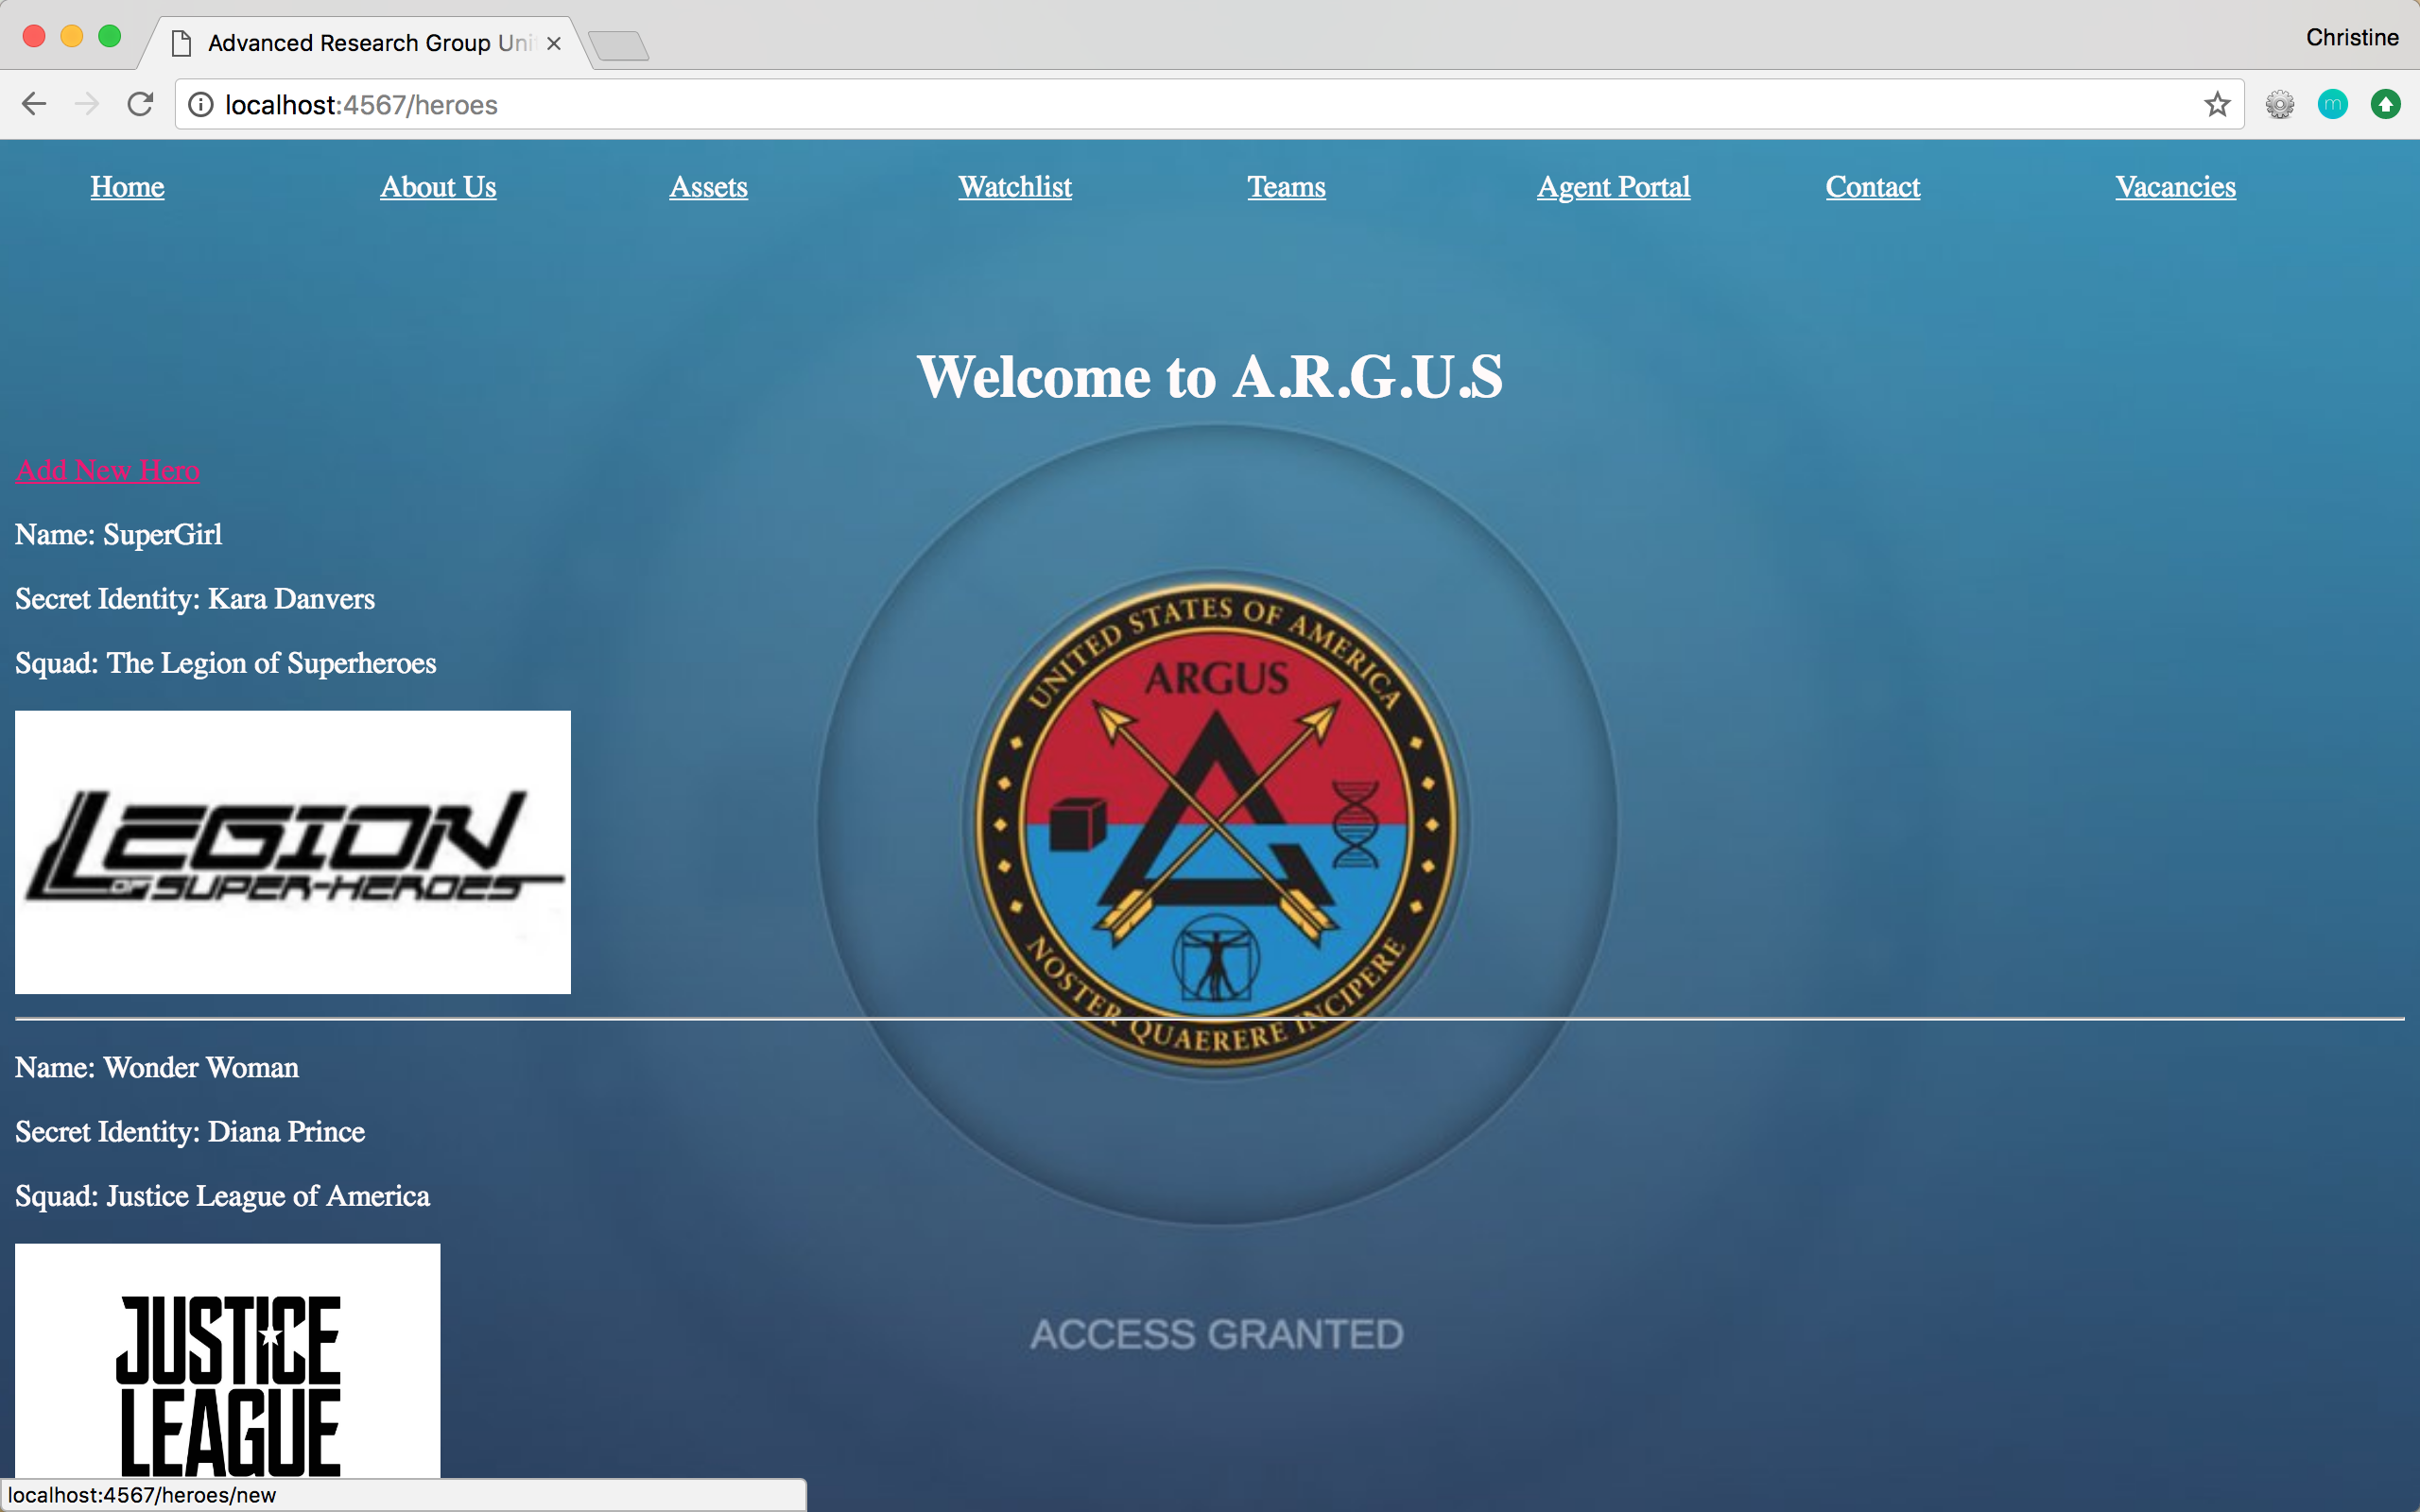 Advanced Research Group Uni
Christine
localhost:4567/heroes
Home About Us Assets Watchlist Teams Agent Portal Contact Vacancies
Welcome to A.R.G.U.S
Add New Hero
Name: SuperGirl
Secret Identity: Kara Danvers
Squad: The Legion of Superheroes
LEGION
OF SUPER-HEROES
UNITED STATES OF AMERICA
ARGUS
NOSTER QUAERERE INCIPERE
Name: Wonder Woman
Secret Identity: Diana Prince
Squad: Justice League of America
JUSTICE
LEAGUE
ACCESS GRANTED
localhost:4567/heroes/new